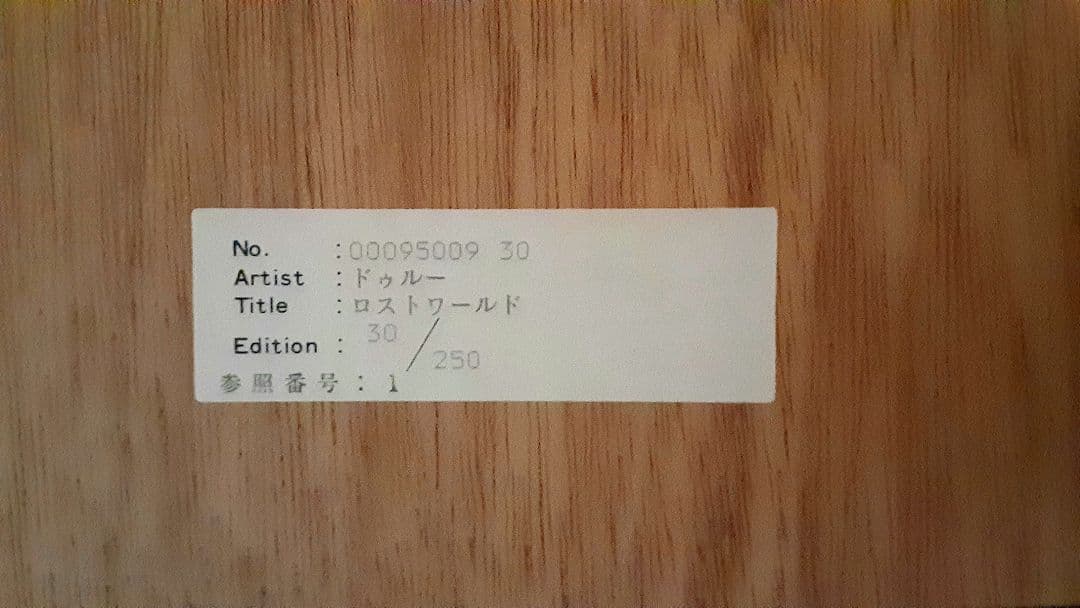 No. :00095009 30
Artist :ドゥルー
Title :ロストワールド
Edition : 30/250
参照番号: 1